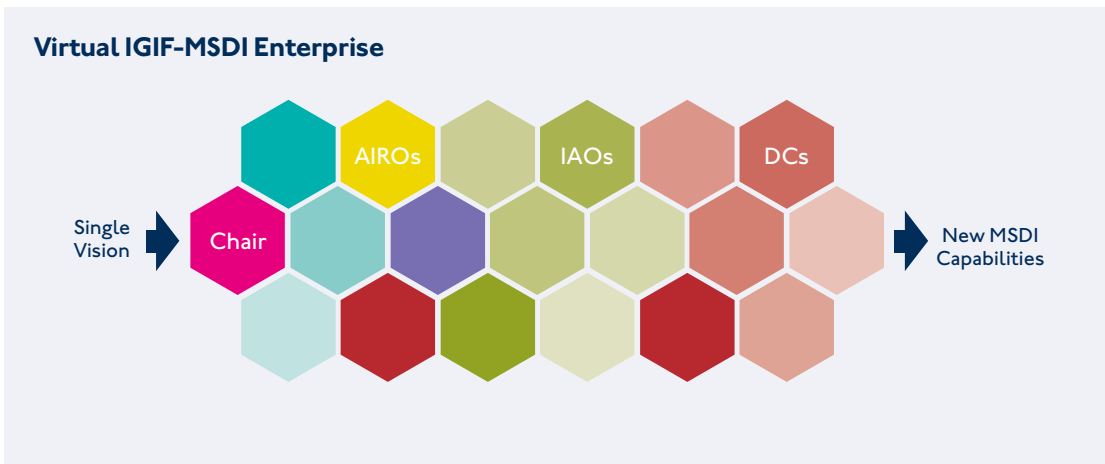 Virtual IGIF-MSDI Enterprise
AIROs
IAOs
DCs
Single
Vision
Chair
New MSDI
Capabilities